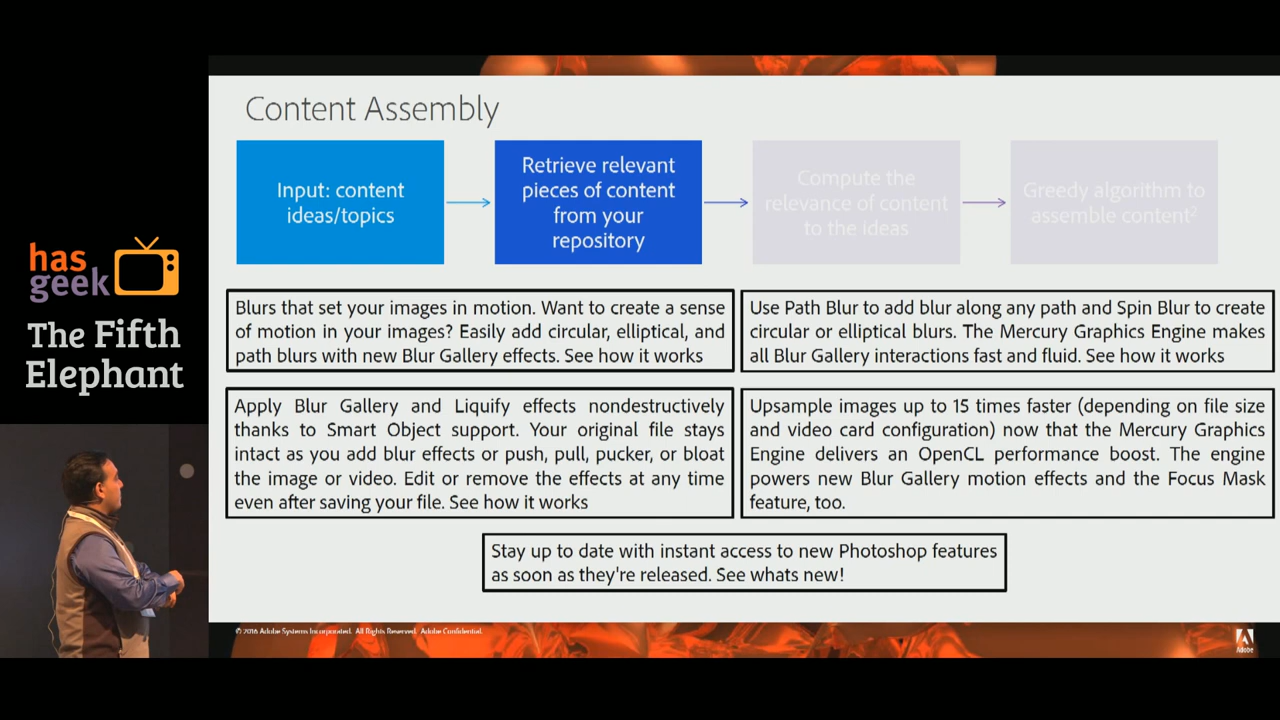 has
geek
The Fifth
Elephant
Content Assembly
Input: content
ideas/topics
Retrieve relevant
pieces of content
from your
repository
Compute the
relevance of content
to the ideas
Greedy algorithm to
assemble content²
Blurs that set your images in motion. Want to create a sense
of motion in your images? Easily add circular, elliptical, and
path blurs with new Blur Gallery effects. See how it works
Use Path Blur to add blur along any path and Spin Blur to create
circular or elliptical blurs. The Mercury Graphics Engine makes
all Blur Gallery interactions fast and fluid. See how it works
Apply Blur Gallery and Liquify effects nondestructively
thanks to Smart Object support. Your original file stays
intact as you add blur effects or push, pull, pucker, or bloat
the image or video. Edit or remove the effects at any time
even after saving your file. See how it works
Upsample images up to 15 times faster (depending on file size
and video card configuration) now that the Mercury Graphics
Engine delivers an OpenCL performance boost. The engine
powers new Blur Gallery motion effects and the Focus Mask
feature, too.
Stay up to date with instant access to new Photoshop features
as soon as they're released. See whats new!
© 2016 Adobe Systems Incorporated. All Rights Reserved. Adobe Confidential.
Adobe